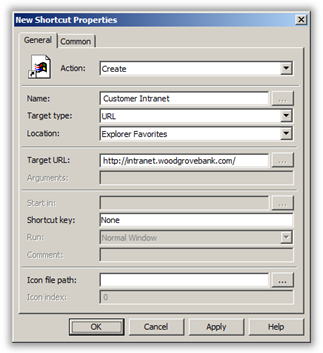 New Shortcut Properties
General Common
Action: Create
Name: Customer Intranet ...
Target type: URL
Location: Explorer Favorites
Target URL: http://intranet.woodgrovebank.com/ ...
Arguments:
Start in: ...
Shortcut key: None
Run: Normal Window
Comment:
Icon file path: ...
Icon index: 0
OK Cancel Apply Help